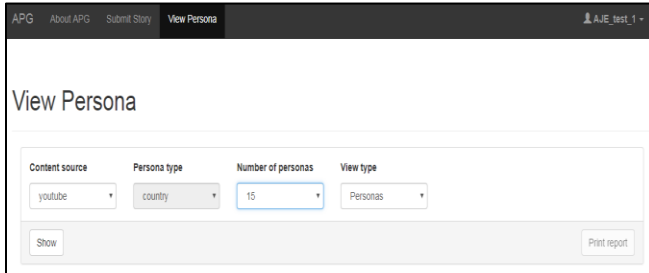 APG About APG Submit Story View Persona AJE_test_1
View Persona
Content source Persona type Number of personas View type
youtube country 15 Personas
Show Print report